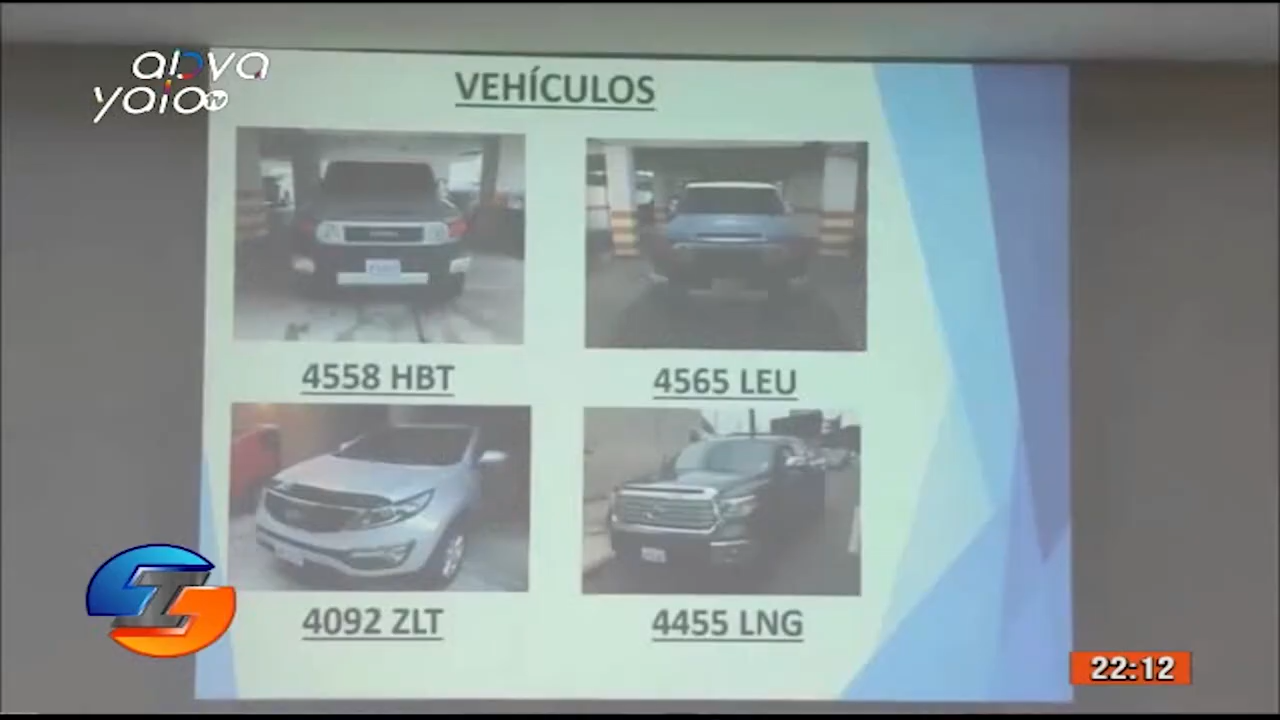 abya
yala tv
VEHÍCULOS
4558 HBT
4565 LEU
4092 ZLT
4455 LNG
22:12